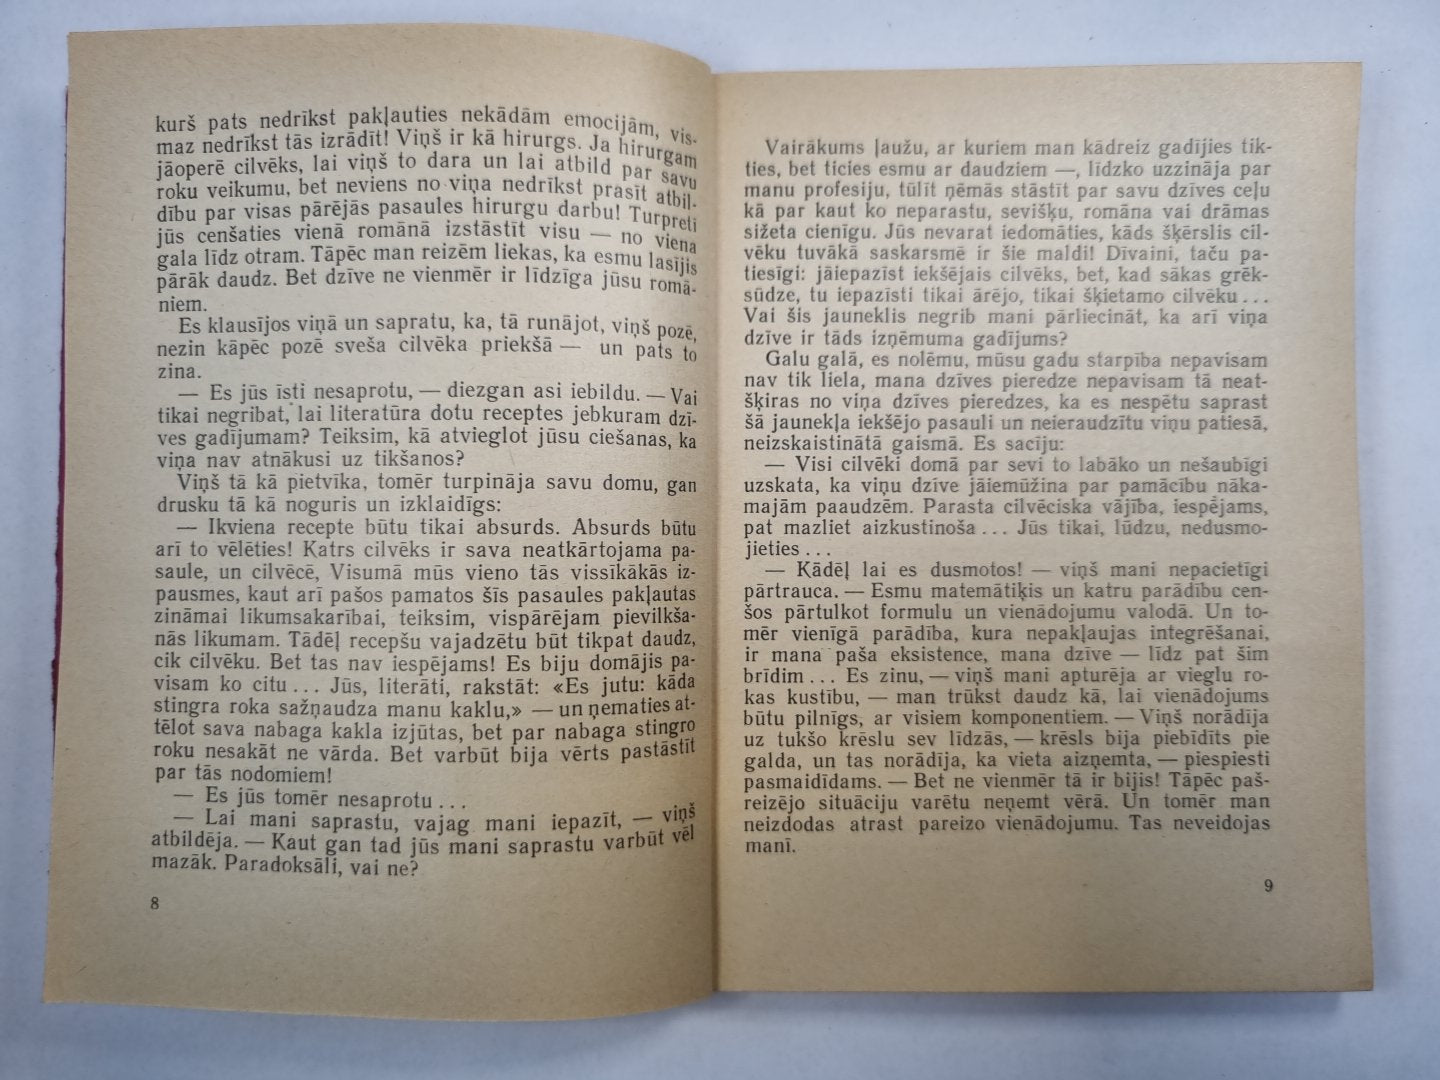 kurš pats nedrīkst pakļauties nekādām emocijām, vis-
maz nedrīkst tās izrādīt! Viņš ir kā hirurgs. Ja hirurgam
jāoperē cilvēks, lai viņš to dara un lai atbild par savu
roku veikumu, bet neviens no viņa nedrīkst prasīt atbil-
dību par visas pārējās pasaules hirurgu darbu! Turpretī
jūs cenšaties vienā romānā izstāstīt visu — no viena
gala līdz otram. Tāpēc man reizēm liekas, ka esmu lasījis
pārāk daudz. Bet dzīve ne vienmēr ir līdzīga jūsu romā-
niem.
Es klausījos viņā un sapratu, ka, tā runājot, viņš pozē,
nezin kāpēc pozē sveša cilvēka priekšā — un pats to
zina.
— Es jūs īsti nesaprotu, — diezgan asi iebildu. — Vai
tikai negribat, lai literatūra dotu receptes jebkuram dzī-
ves gadījumam? Teiksim, kā atvieglot jūsu ciešanas, ka
viņa nav atnākusi uz tikšanos?
Viņš tā kā pietvīka, tomēr turpināja savu domu, gan
drusku tā kā noguris un izklaidīgs:
— Ikviena recepte būtu tikai absurds. Absurds būtu
arī to vēlēties! Katrs cilvēks ir sava neatkārtojama pa-
saule, un cilvēcē, Visumā mūs vieno tās vissīkākās iz-
pausmes, kaut arī pašos pamatos šīs pasaules pakļautas
zināmai likumsakarībai, teiksim, vispārējam pievilkša-
nās likumam. Tādēļ recepšu vajadzētu būt tikpat daudz,
cik cilvēku. Bet tas nav iespējams! Es biju domājis pa-
visam ko citu... Jūs, literāti, rakstāt: «Es jutu: kāda
stingra roka sažņaudza manu kaklu,» — un ņematies at-
tēlot sava nabaga kakla izjūtas, bet par nabaga stingro
roku nesakāt ne vārda. Bet varbūt bija vērts pastāstīt
par tās nodomiem!
— Es jūs tomēr nesaprotu...
— Lai mani saprastu, vajag mani iepazīt, — viņš
atbildēja. — Kaut gan tad jūs mani saprastu varbūt vēl
mazāk. Paradoksāli, vai ne?
8
Vairākums ļaužu, ar kuriem man kādreiz gadījies tik-
ties, bet ticies esmu ar daudziem —, līdzko uzzināja par
manu profesiju, tūlīt ņēmās stāstīt par savu dzīves ceļu
kā par kaut ko neparastu, sevišķu, romāna vai drāmas
sižeta cienīgu. Jūs nevarat iedomāties, kāds šķērslis cil-
vēku tuvākā saskarsmē ir šie maldi! Dīvaini, taču pa-
tiesīgi: jāiepazīst iekšējais cilvēks, bet, kad sākas grēk-
sūdze, tu iepazīsti tikai ārējo, tikai šķietamo cilvēku...
Vai šis jauneklis negrib mani pārliecināt, ka arī viņa
dzīve ir tāds izņēmuma gadījums?
Galu galā, es nolēmu, mūsu gadu starpība nepavisam
nav tik liela, mana dzīves pieredze nepavisam tā neat-
šķiras no viņa dzīves pieredzes, ka es nespētu saprast
šā jaunekļa iekšējo pasauli un neieraudzītu viņu patiesā,
neizskaistinātā gaismā. Es sacīju:
— Visi cilvēki domā par sevi to labāko un nešaubīgi
uzskata, ka viņu dzīve jāiemūžina par pamācību nāka-
majām paaudzēm. Parasta cilvēciska vājība, iespējams,
pat mazliet aizkustinoša... Jūs tikai, lūdzu, nedusmo-
jieties...
— Kādēļ lai es dusmotos! — viņš mani nepacietīgi
pārtrauca. — Esmu matemātiķis un katru parādību cen-
šos pārtulkot formulu un vienādojumu valodā. Un to-
mēr vienīgā parādība, kura nepakļaujas integrēšanai,
ir mana paša eksistence, mana dzīve — līdz pat šim
brīdim... Es zinu, — viņš mani apturēja ar vieglu ro-
kas kustību, — man trūkst daudz kā, lai vienādojums
būtu pilnīgs, ar visiem komponentiem. — Viņš norādīja
uz tukšo krēslu sev līdzās, — krēsls bija piebīdīts pie
galda, un tas norādīja, ka vieta aizņemta, — piespiesti
pasmaidīdams. — Bet ne vienmēr tā ir bijis! Tāpēc paš-
reizējo situāciju varētu neņemt vērā. Un tomēr man
neizdodas atrast pareizo vienādojumu. Tas neveidojas
manī.
9